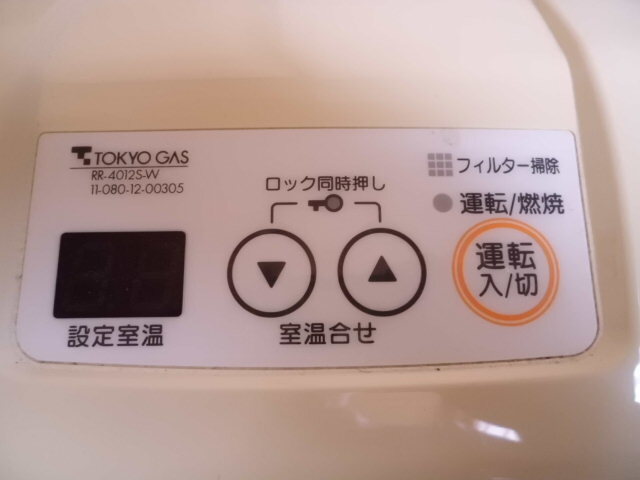 TOKYO GAS
RR-4012S-W
11-080-12-00305
ロック同時押し
フィルター掃除
運転/燃焼
運転
入/切
設定室温
室温合せ
▼
▲